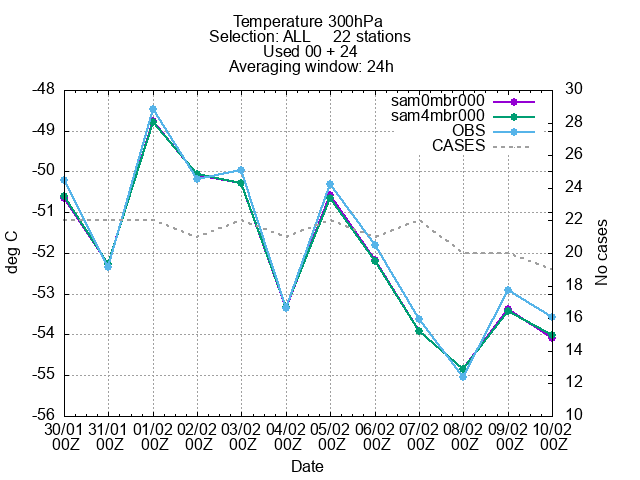 Temperature 300hPa
Selection: ALL     22 stations
Used 00 + 24
Averaging window: 24h
sam0mbr000
sam4mbr000
OBS
CASES
-48
-49
-50
-51
-52
-53
-54
-55
-56
deg C
30
28
26
24
22
20
18
16
14
12
10
No cases
30/01 31/01 01/02 02/02 03/02 04/02 05/02 06/02 07/02 08/02 09/02 10/02
00Z 00Z 00Z 00Z 00Z 00Z 00Z 00Z 00Z 00Z 00Z 00Z
Date